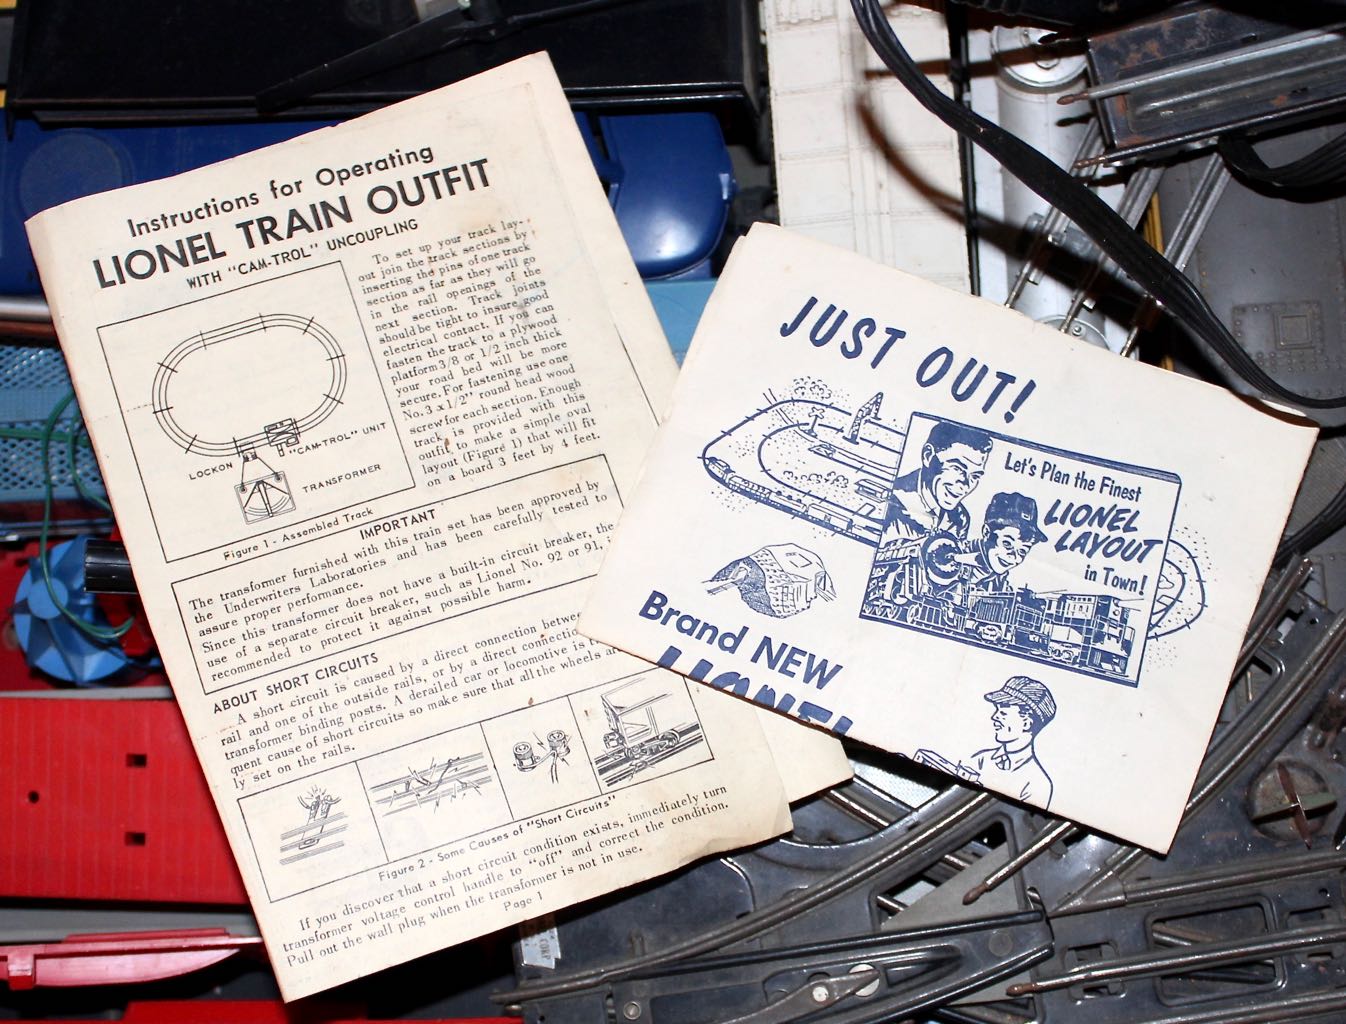 Instructions for Operating
LIONEL TRAIN OUTFIT
WITH "CAM-TROL" UNCOUPLING
To set up your track lay-
out join the track sections by
inserting the pins of one track
section as far as they will go
in the rail openings of the
next section. Track joints
should be tight to insure good
electrical contact. If you can
fasten the track to a plywood
platform 3/8 or 1/2 inch thick
your road bed will be more
secure. For fastening use one
No. 3 x 1/2" round head wood
screw for each section. Enough
track is provided with this
outfit to make a simple oval
layout (Figure 1) that will fit
on a board 3 feet by 4 feet.
LOCKON
"CAM-TROL" UNIT
TRANSFORMER
Figure 1 - Assembled Track
IMPORTANT
The transformer furnished with this train set has been approved by
the Underwriters Laboratories and has been carefully tested to
assure proper performance.
Since this transformer does not have a built-in circuit breaker, the
use of a separate circuit breaker, such as Lionel No. 92 or 91, i
recommended to protect it against possible harm.
ABOUT SHORT CIRCUITS
A short circuit is caused by a direct connection betwe
rail and one of the outside rails, or by a direct connection
transformer binding posts. A derailed car or locomotive is
quent cause of short circuits so make sure that all the wheels ar
ly set on the rails.
Figure 2 - Some Causes of "Short Circuits"
If you discover that a short circuit condition exists, immediately turn
transformer voltage control handle to "off" and correct the condition.
Pull out the wall plug when the transformer is not in use.
Page 1
JUST OUT!
Let's Plan the Finest
LIONEL
LAYOUT
in Town!
Brand NEW
LIONEL
CORP